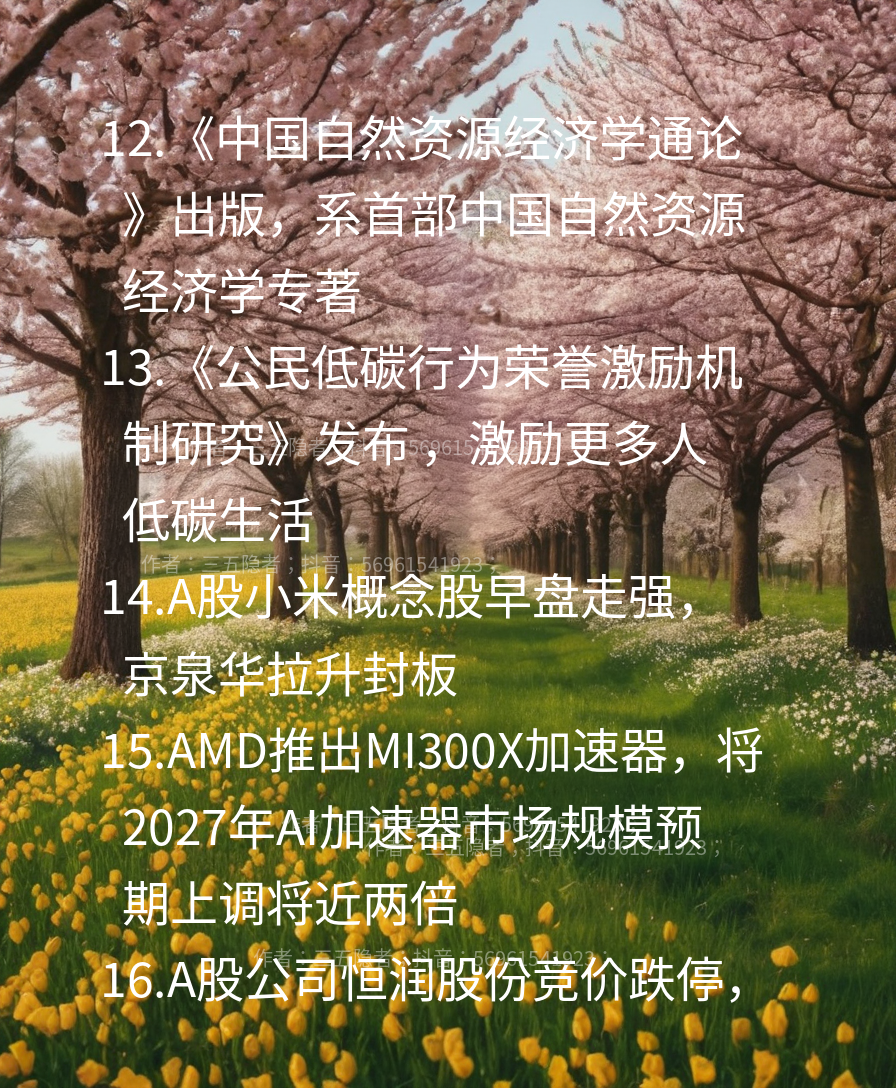 12.《中国自然资源经济学通论
》出版，系首部中国自然资源
经济学专著
13.《公民低碳行为荣誉激励机
制研究》发布 ，激励更多人
低碳生活
作者：三五隐者；抖音：56961541923；
14.A股小米概念股早盘走强，
京泉华拉升封板
15.AMD推出MI300X加速器，将
2027年AI加速器市场规模预
作者：三五隐者；抖音：56961541923；
期上调将近两倍
作者：三五隐者；抖音：56961541923；
16.A股公司恒润股份竞价跌停，